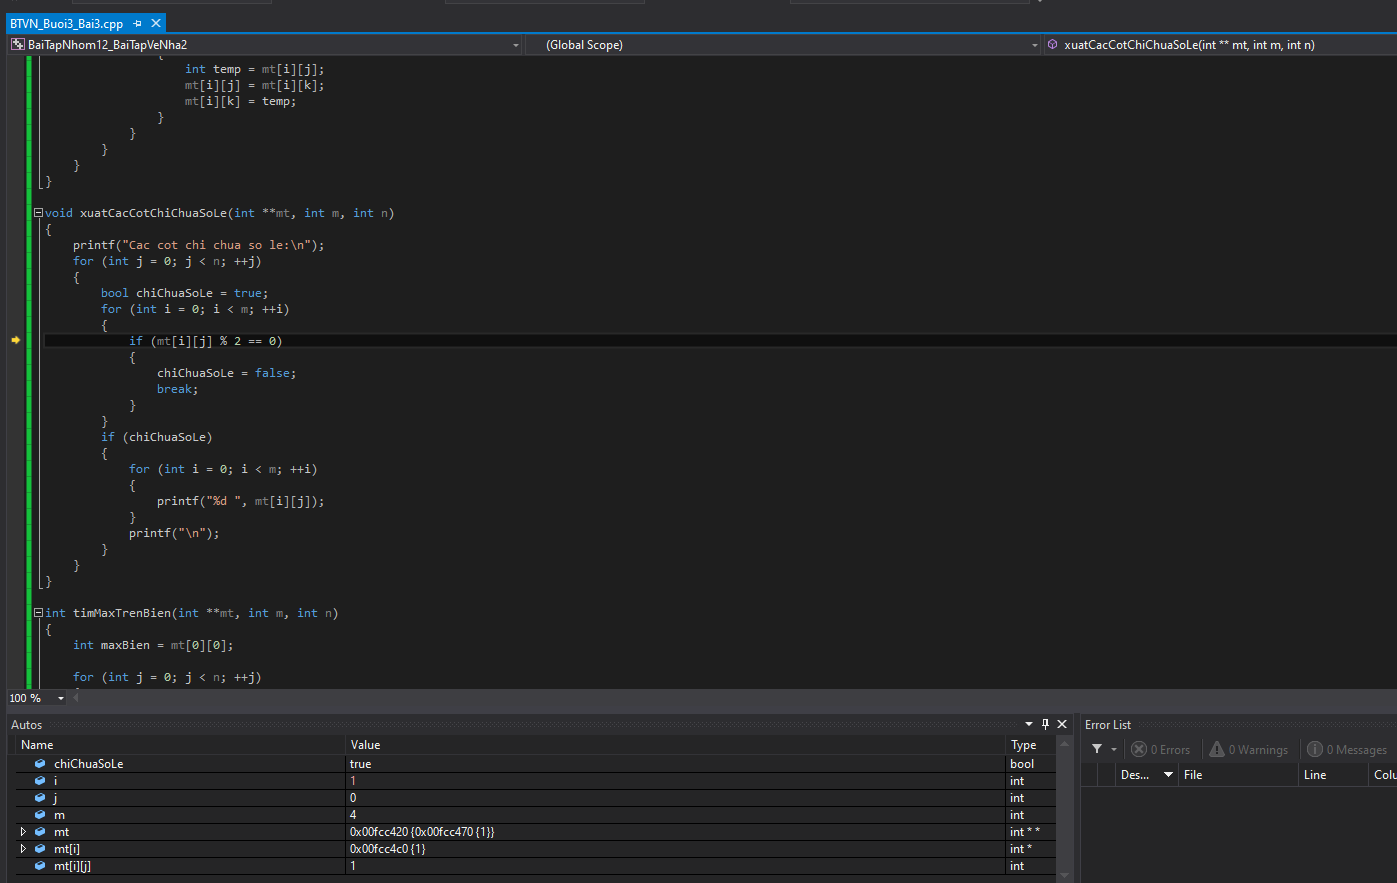 BTVN_Buoi3_Bai3.cpp
BaiTapNhom12_BaiTapVeNha2 (Global Scope) xuatCacCotChiChuaSoLe(int ** mt, int m, int n)
{
int temp = mt[i][j];
mt[i][j] = mt[i][k];
mt[i][k] = temp;
}
}
}
}
}
void xuatCacCotChiChuaSoLe(int **mt, int m, int n)
{
printf("Cac cot chi chua so le:\n");
for (int j = 0; j < n; ++j)
{
bool chiChuaSoLe = true;
for (int i = 0; i < m; ++i)
{
if (mt[i][j] % 2 == 0)
{
chiChuaSoLe = false;
break;
}
}
if (chiChuaSoLe)
{
for (int i = 0; i < m; ++i)
{
printf("%d ", mt[i][j]);
}
printf("\n");
}
}
}
int timMaxTrenBien(int **mt, int m, int n)
{
int maxBien = mt[0][0];
for (int j = 0; j < n; ++j)
100 %
Autos
Name Value Type
chiChuaSoLe true bool
i 1 int
j 0 int
m 4 int
mt 0x00fcc420 {0x00fcc470 {1}} int * *
mt[i] 0x00fcc4c0 {1} int *
mt[i][j] 1 int
Error List
0 Errors 0 Warnings 0 Messages
Des... File Line Colu